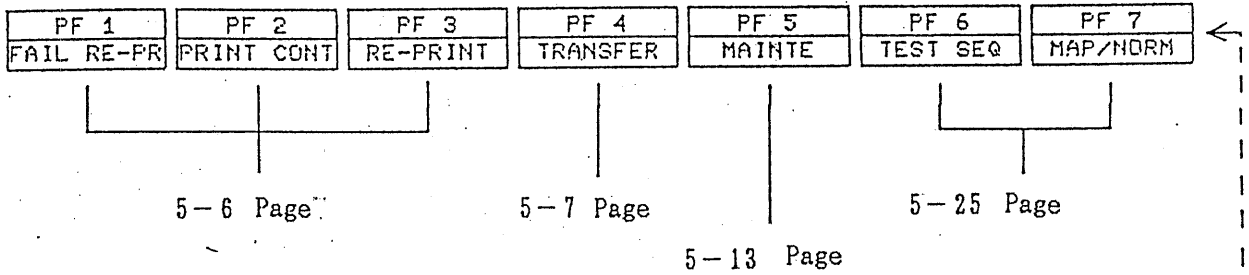 PF 1 PF 2 PF 3 PF 4 PF 5 PF 6 PF 7
FAIL RE-PR PRINT CONT RE-PRINT TRANSFER MAINTE TEST SEQ MAP/NORM
5-6 Page 5-7 Page 5-25 Page
5-13 Page